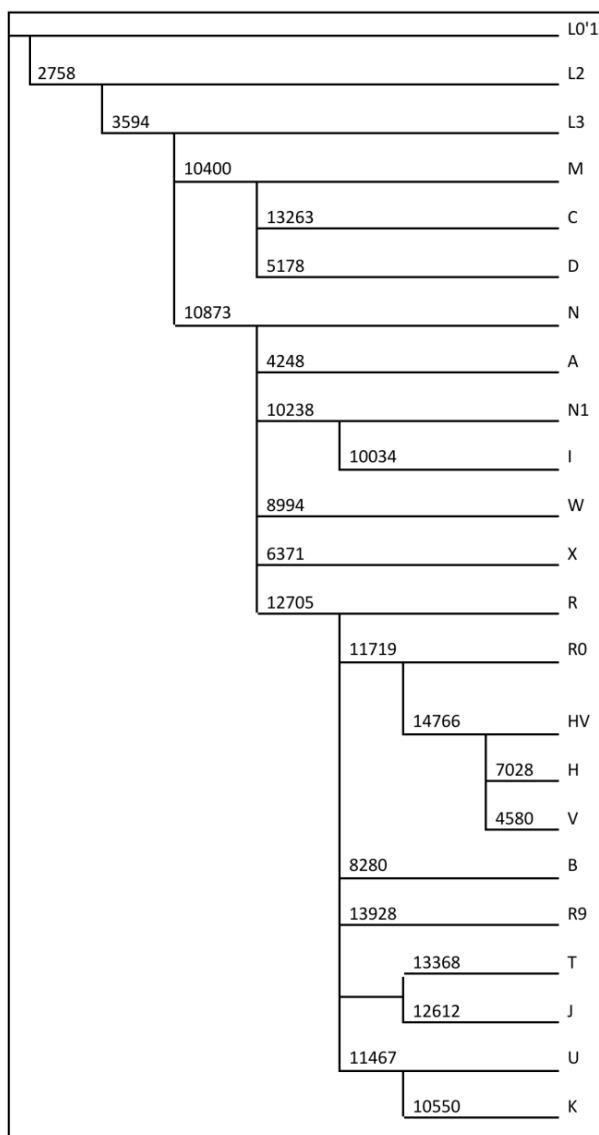 L0'1
2758 L2
3594 L3
10400 M
13263 C
5178 D
10873 N
4248 A
10238 N1
10034 I
8994 W
6371 X
12705 R
11719 R0
14766 HV
7028 H
4580 V
8280 B
13928 R9
13368 T
12612 J
11467 U
10550 K